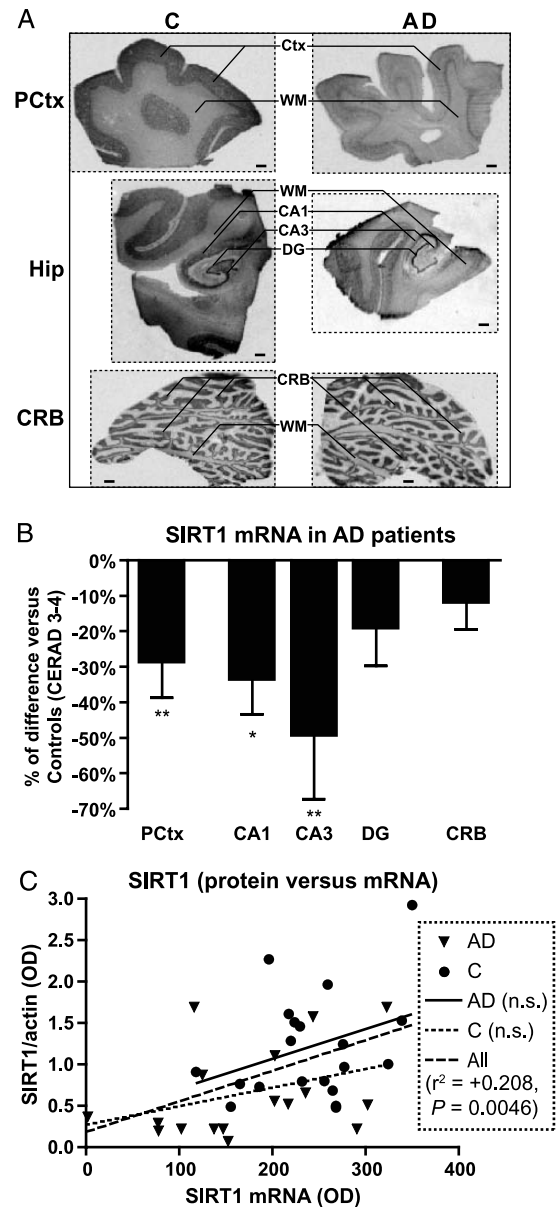 A
C
AD
PCtx
Ctx
WM
Hip
WM
CA1
CA3
DG
CRB
CRB
WM
B
SIRT1 mRNA in AD patients
% of difference versus
Controls (CERAD 3-4)
0%
-10%
-20%
-30%
-40%
-50%
-60%
-70%
**
*
**
PCtx CA1 CA3 DG CRB
C
SIRT1 (protein versus mRNA)
SIRT1/actin (OD)
3.0
2.5
2.0
1.5
1.0
0.5
0.0
0 100 200 300 400
SIRT1 mRNA (OD)
AD
C
AD (n.s.)
C (n.s.)
All
(r² = +0.208,
P = 0.0046)